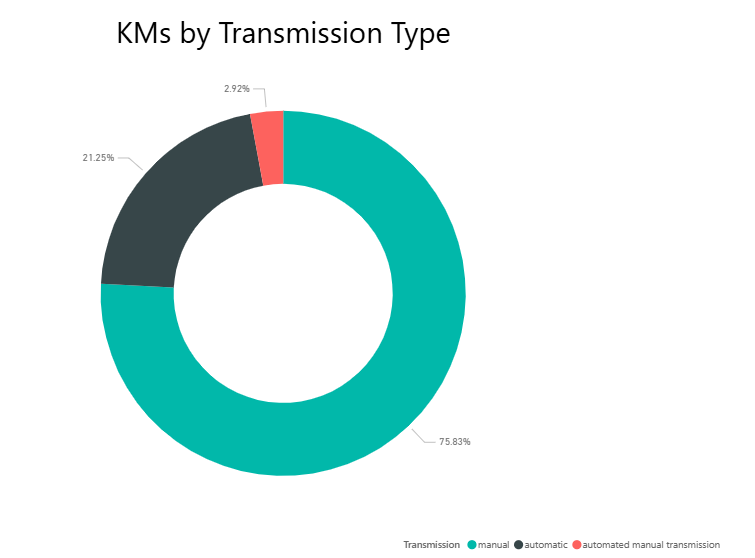 KMs by Transmission Type
2.92%
21.25%
75.83%
Transmission manual automatic automated manual transmission